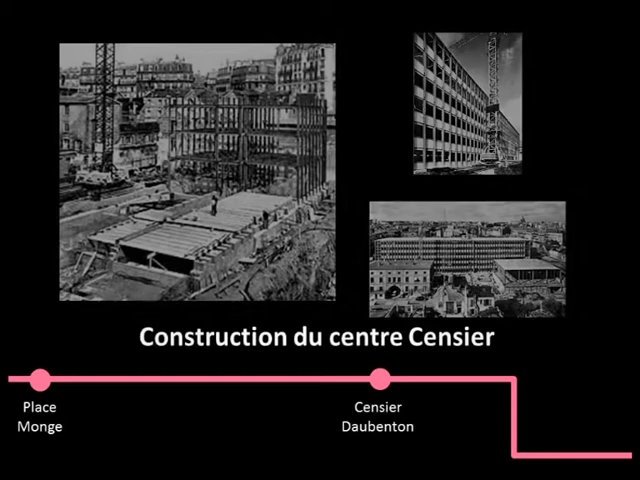 Construction du centre Censier
Place
Monge
Censier
Daubenton